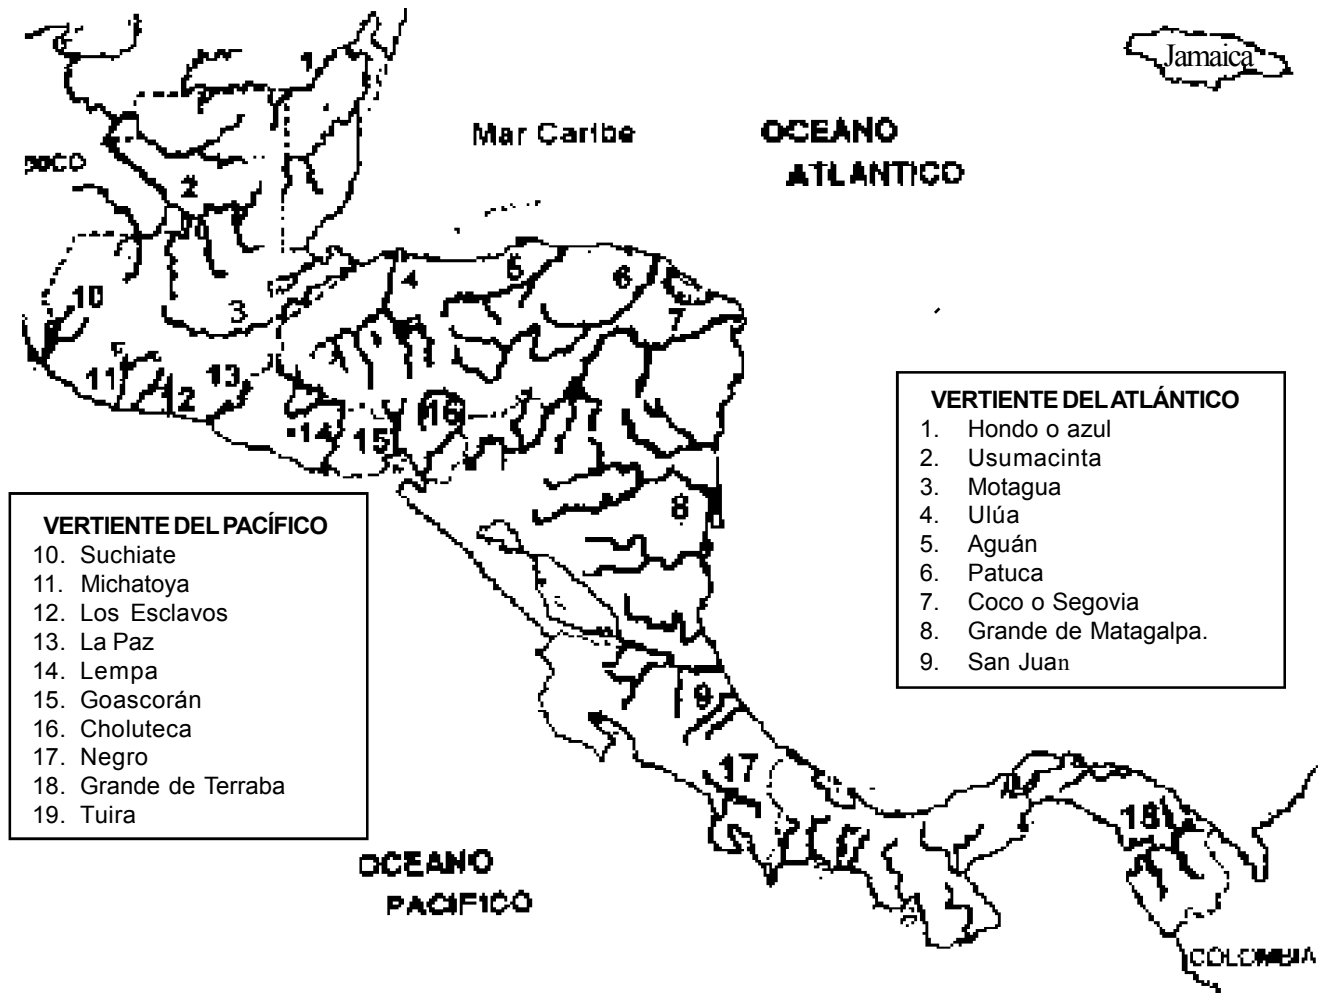 Jamaica
1
Mar Caribe
OCEANO
ATLANTICO
2
3
4
5
6
7
10
11
12
13
14
15
16
8
9
17
18
VERTIENTE DEL ATLÁNTICO
1. Hondo o azul
2. Usumacinta
3. Motagua
4. Ulúa
5. Aguán
6. Patuca
7. Coco o Segovia
8. Grande de Matagalpa.
9. San Juan
VERTIENTE DEL PACÍFICO
10. Suchiate
11. Michatoya
12. Los Esclavos
13. La Paz
14. Lempa
15. Goascorán
16. Choluteca
17. Negro
18. Grande de Terraba
19. Tuira
OCEANO
PACIFICO
COLOMBIA